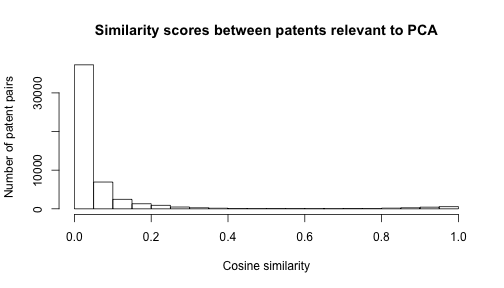 Similarity scores between patents relevant to PCA
Number of patent pairs
30000
10000
0
0.0 0.2 0.4 0.6 0.8 1.0
Cosine similarity